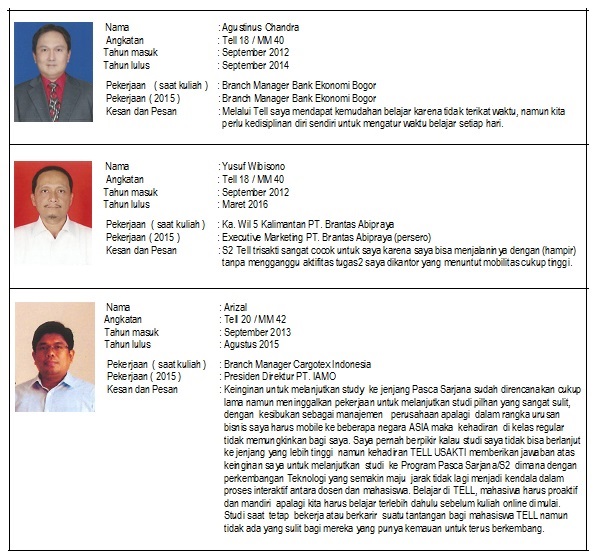 Nama : Agustinus Chandra
Angkatan : Tell 18 / MM 40
Tahun masuk : September 2012
Tahun lulus : September 2014
Pekerjaan ( saat kuliah ) : Branch Manager Bank Ekonomi Bogor
Pekerjaan ( 2015 ) : Branch Manager Bank Ekonomi Bogor
Kesan dan Pesan : Melalui Tell saya mendapat kemudahan belajar karena tidak terikat waktu, namun kita
perlu kedisiplinan diri sendiri untuk mengatur waktu belajar setiap hari.
Nama : Yusuf Wibisono
Angkatan : Tell 18 / MM 40
Tahun masuk : September 2012
Tahun lulus : Maret 2016
Pekerjaan ( saat kuliah ) : Ka. Wil 5 Kalimantan PT. Brantas Abipraya
Pekerjaan ( 2015 ) : Executive Marketing PT. Brantas Abipraya (persero)
Kesan dan Pesan : S2 Tell trisakti sangat cocok untuk saya karena saya bisa menjalaninya dengan (hampir)
tanpa mengganggu aktifitas tugas2 saya dikantor yang menuntut mobilitas cukup tinggi.
Nama : Arizal
Angkatan : Tell 20 / MM 42
Tahun masuk : September 2013
Tahun lulus : Agustus 2015
Pekerjaan ( saat kuliah ) : Branch Manager Cargotex Indonesia
Pekerjaan ( 2015 ) : Presiden Direktur PT. IAMO
Kesan dan Pesan : Keinginan untuk melanjutkan study ke jenjang Pasca Sarjana sudah direncanakan cukup
lama namun meninggalkan pekerjaan untuk melanjutkan studi pilhan yang sangat sulit,
dengan kesibukan sebagai manajemen perusahaan apalagi dalam rangka urusan
bisnis saya harus mobile ke beberapa negara ASIA maka kehadiran di kelas regular
tidak memungkinkan bagi saya. Saya pernah berpikir kalau studi saya tidak bisa berlanjut
ke jenjang yang lebih tinggi namun kehadiran TELL USAKTI memberikan jawaban atas
keinginan saya untuk melanjutkan studi ke Program Pasca Sarjana/S2 dimana dengan
perkembangan Teknologi yang semakin maju jarak tidak lagi menjadi kendala dalam
proses interaktif antara dosen dan mahasiswa. Belajar di TELL, mahasiwa harus proaktif
dan mandiri apalagi kita harus belajar terlebih dahulu sebelum kuliah online dimulai.
Studi saat tetap bekerja atau berkarir suatu tantangan bagi mahasiswa TELL namun
tidak ada yang sulit bagi mereka yang punya kemauan untuk terus berkembang.